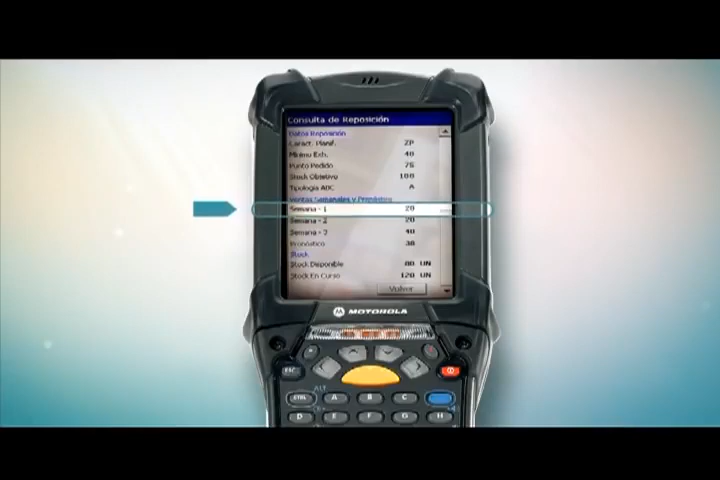 Consulta de Reposición
Datos Reposición
Caract. Planif. ZP
Mínimo Exh. 40
Punto Pedido 75
Stock Objetivo 100
Tipología ABC A
Ventas Semanales y Pronóstico
Semana - 1 20
Semana - 2 20
Semana - 3 40
Pronóstico 38
Stock
Stock Disponible 80 UN
Stock En Curso 120 UN
Volver
MOTOROLA
ESC
ALT
CTRL A B C
D E F G H